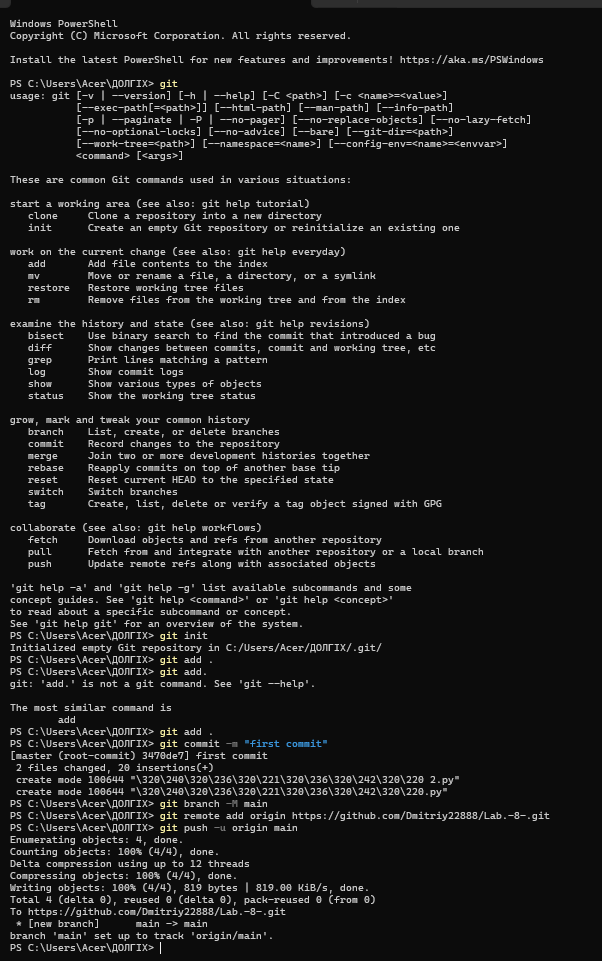 Windows PowerShell
Copyright (C) Microsoft Corporation. All rights reserved.
Install the latest PowerShell for new features and improvements! https://aka.ms/PSWindows
PS C:\Users\Acer\ДОЛГІХ> git
usage: git [-v | --version] [-h | --help] [-C <path>] [-c <name>=<value>]
           [--exec-path[=<path>]] [--html-path] [--man-path] [--info-path]
           [-p | --paginate | -P | --no-pager] [--no-replace-objects] [--no-lazy-fetch]
           [--no-optional-locks] [--no-advice] [--bare] [--git-dir=<path>]
           [--work-tree=<path>] [--namespace=<name>] [--config-env=<name>=<envvar>]
           <command> [<args>]
These are common Git commands used in various situations:
start a working area (see also: git help tutorial)
   clone     Clone a repository into a new directory
   init      Create an empty Git repository or reinitialize an existing one
work on the current change (see also: git help everyday)
   add       Add file contents to the index
   mv        Move or rename a file, a directory, or a symlink
   restore   Restore working tree files
   rm        Remove files from the working tree and from the index
examine the history and state (see also: git help revisions)
   bisect    Use binary search to find the commit that introduced a bug
   diff      Show changes between commits, commit and working tree, etc
   grep      Print lines matching a pattern
   log       Show commit logs
   show      Show various types of objects
   status    Show the working tree status
grow, mark and tweak your common history
   branch    List, create, or delete branches
   commit    Record changes to the repository
   merge     Join two or more development histories together
   rebase    Reapply commits on top of another base tip
   reset     Reset current HEAD to the specified state
   switch    Switch branches
   tag       Create, list, delete or verify a tag object signed with GPG
collaborate (see also: git help workflows)
   fetch     Download objects and refs from another repository
   pull      Fetch from and integrate with another repository or a local branch
   push      Update remote refs along with associated objects
'git help -a' and 'git help -g' list available subcommands and some
concept guides. See 'git help <command>' or 'git help <concept>'
to read about a specific subcommand or concept.
See 'git help git' for an overview of the system.
PS C:\Users\Acer\ДОЛГІХ> git init
Initialized empty Git repository in C:/Users/Acer/ДОЛГІХ/.git/
PS C:\Users\Acer\ДОЛГІХ> git add .
PS C:\Users\Acer\ДОЛГІХ> git add.
git: 'add.' is not a git command. See 'git --help'.
The most similar command is
        add
PS C:\Users\Acer\ДОЛГІХ> git add .
PS C:\Users\Acer\ДОЛГІХ> git commit -m "first commit"
[master (root-commit) 3470de7] first commit
 2 files changed, 20 insertions(+)
 create mode 100644 "\320\240\320\236\320\221\320\236\320\242\320\220 2.py"
 create mode 100644 "\320\240\320\236\320\221\320\236\320\242\320\220.py"
PS C:\Users\Acer\ДОЛГІХ> git branch -M main
PS C:\Users\Acer\ДОЛГІХ> git remote add origin https://github.com/Dmitriy22888/Lab.-8-.git
PS C:\Users\Acer\ДОЛГІХ> git push -u origin main
Enumerating objects: 4, done.
Counting objects: 100% (4/4), done.
Delta compression using up to 12 threads
Compressing objects: 100% (4/4), done.
Writing objects: 100% (4/4), 819 bytes | 819.00 KiB/s, done.
Total 4 (delta 0), reused 0 (delta 0), pack-reused 0 (from 0)
To https://github.com/Dmitriy22888/Lab.-8-.git
 * [new branch]      main -> main
branch 'main' set up to track 'origin/main'.
PS C:\Users\Acer\ДОЛГІХ>